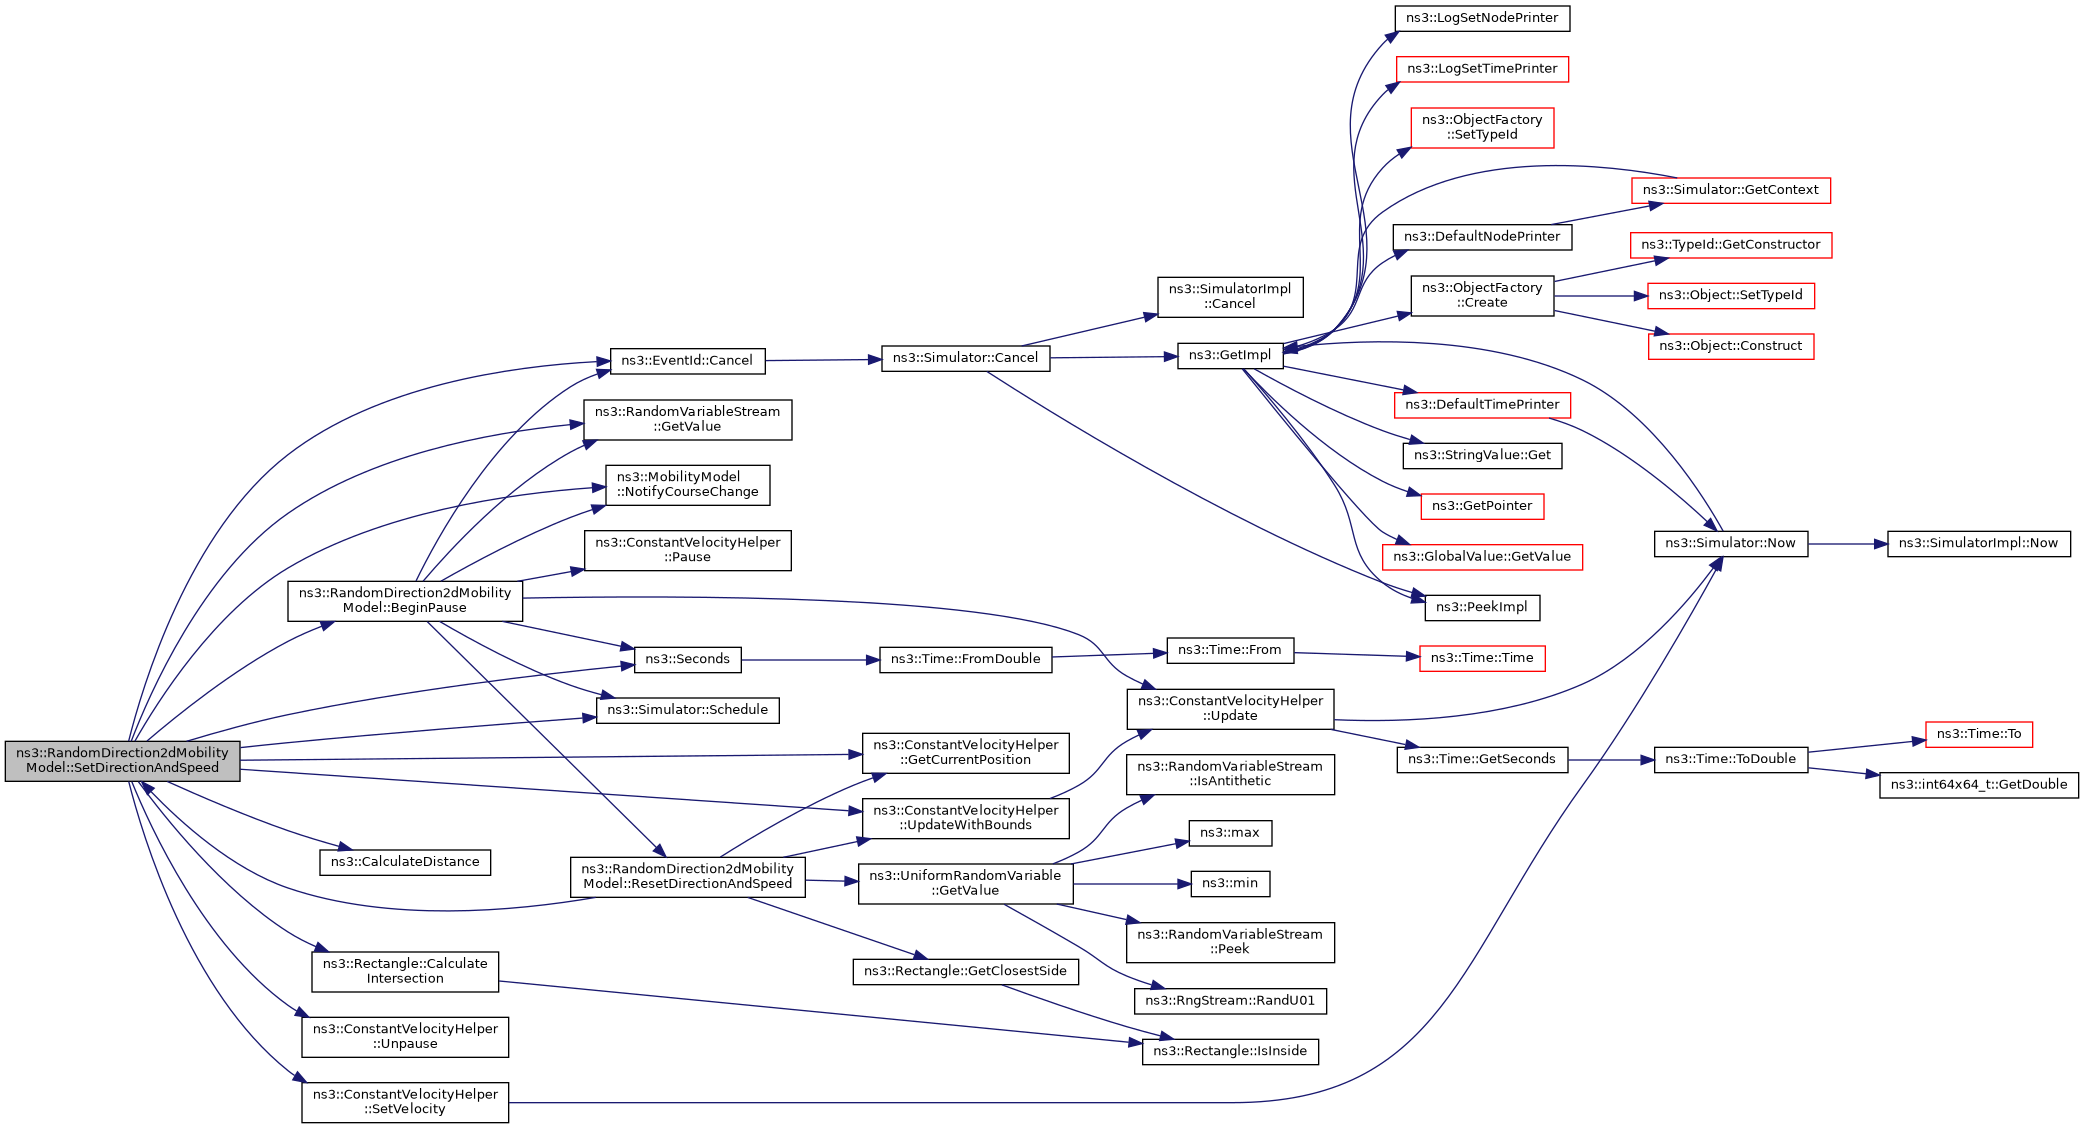 ns3::RandomDirection2dMobility
Model::SetDirectionAndSpeed
ns3::RandomDirection2dMobility
Model::BeginPause
ns3::CalculateDistance
ns3::Rectangle::Calculate
Intersection
ns3::ConstantVelocityHelper
::Unpause
ns3::ConstantVelocityHelper
::SetVelocity
ns3::EventId::Cancel
ns3::RandomVariableStream
::GetValue
ns3::MobilityModel
::NotifyCourseChange
ns3::ConstantVelocityHelper
::Pause
ns3::Seconds
ns3::Simulator::Schedule
ns3::RandomDirection2dMobility
Model::ResetDirectionAndSpeed
ns3::Simulator::Cancel
ns3::Time::FromDouble
ns3::ConstantVelocityHelper
::GetCurrentPosition
ns3::ConstantVelocityHelper
::UpdateWithBounds
ns3::UniformRandomVariable
::GetValue
ns3::Rectangle::GetClosestSide
ns3::SimulatorImpl
::Cancel
ns3::GetImpl
ns3::Time::From
ns3::ConstantVelocityHelper
::Update
ns3::RandomVariableStream
::IsAntithetic
ns3::max
ns3::min
ns3::RandomVariableStream
::Peek
ns3::RngStream::RandU01
ns3::Rectangle::IsInside
ns3::LogSetNodePrinter
ns3::LogSetTimePrinter
ns3::ObjectFactory
::SetTypeId
ns3::DefaultNodePrinter
ns3::ObjectFactory
::Create
ns3::DefaultTimePrinter
ns3::StringValue::Get
ns3::GetPointer
ns3::GlobalValue::GetValue
ns3::PeekImpl
ns3::Time::Time
ns3::Time::GetSeconds
ns3::Simulator::GetContext
ns3::TypeId::GetConstructor
ns3::Object::SetTypeId
ns3::Object::Construct
ns3::Simulator::Now
ns3::Time::ToDouble
ns3::SimulatorImpl::Now
ns3::Time::To
ns3::int64x64_t::GetDouble